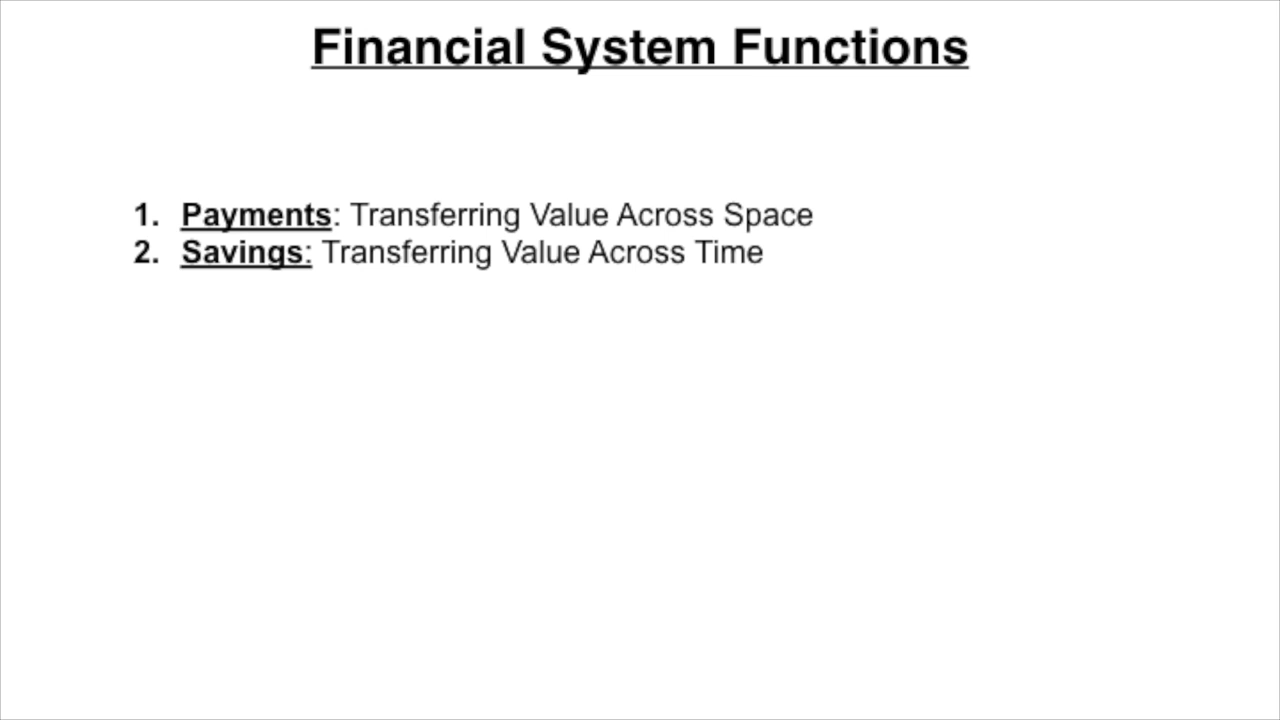 Financial System Functions
1. Payments: Transferring Value Across Space
2. Savings: Transferring Value Across Time